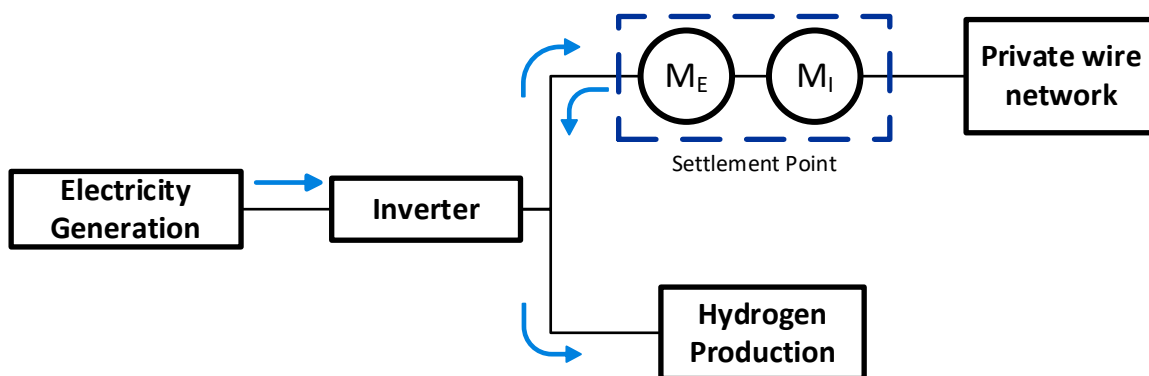 M_E
M_I
Private wire
network
Settlement Point
Electricity
Generation
Inverter
Hydrogen
Production